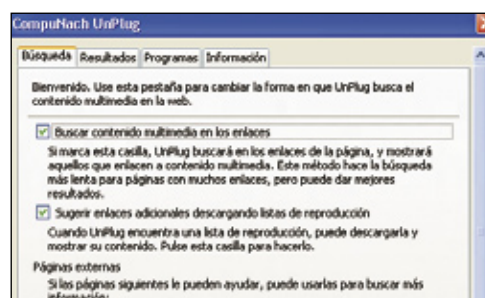 CompuNach UnPlug
Búsqueda Resultados Programas Información
Bienvenido. Use esta pestaña para cambiar la forma en que UnPlug busca el
contenido multimedia en la web.
Buscar contenido multimedia en los enlaces
Si marca esta casilla, UnPlug buscará en los enlaces de la página, y mostrará
aquellos que enlacen a contenido multimedia. Este método hace la búsqueda
más lenta para páginas con muchos enlaces, pero puede dar mejores
resultados.
Sugerir enlaces adicionales descargando listas de reproducción
Cuando UnPlug encuentra una lista de reproducción, puede descargarla y
mostrar su contenido. Pulse esta casilla para hacerlo.
Páginas externas
Si las páginas siguientes le pueden ayudar, puede usarlas para buscar más
información: